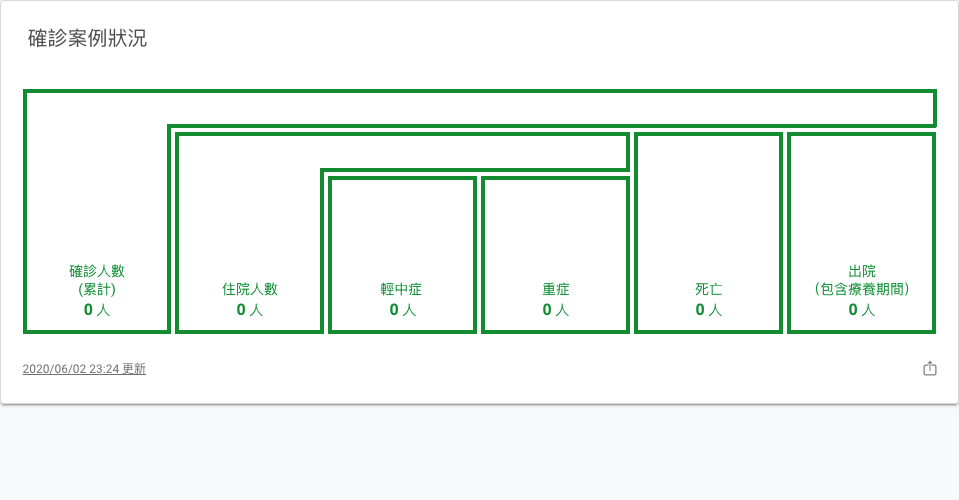 確診案例狀況
確診人數
(累計)
0 人
住院人數
0 人
輕中症
0 人
重症
0 人
死亡
0 人
出院
(包含療養期間)
0 人
2020/06/02 23:24 更新